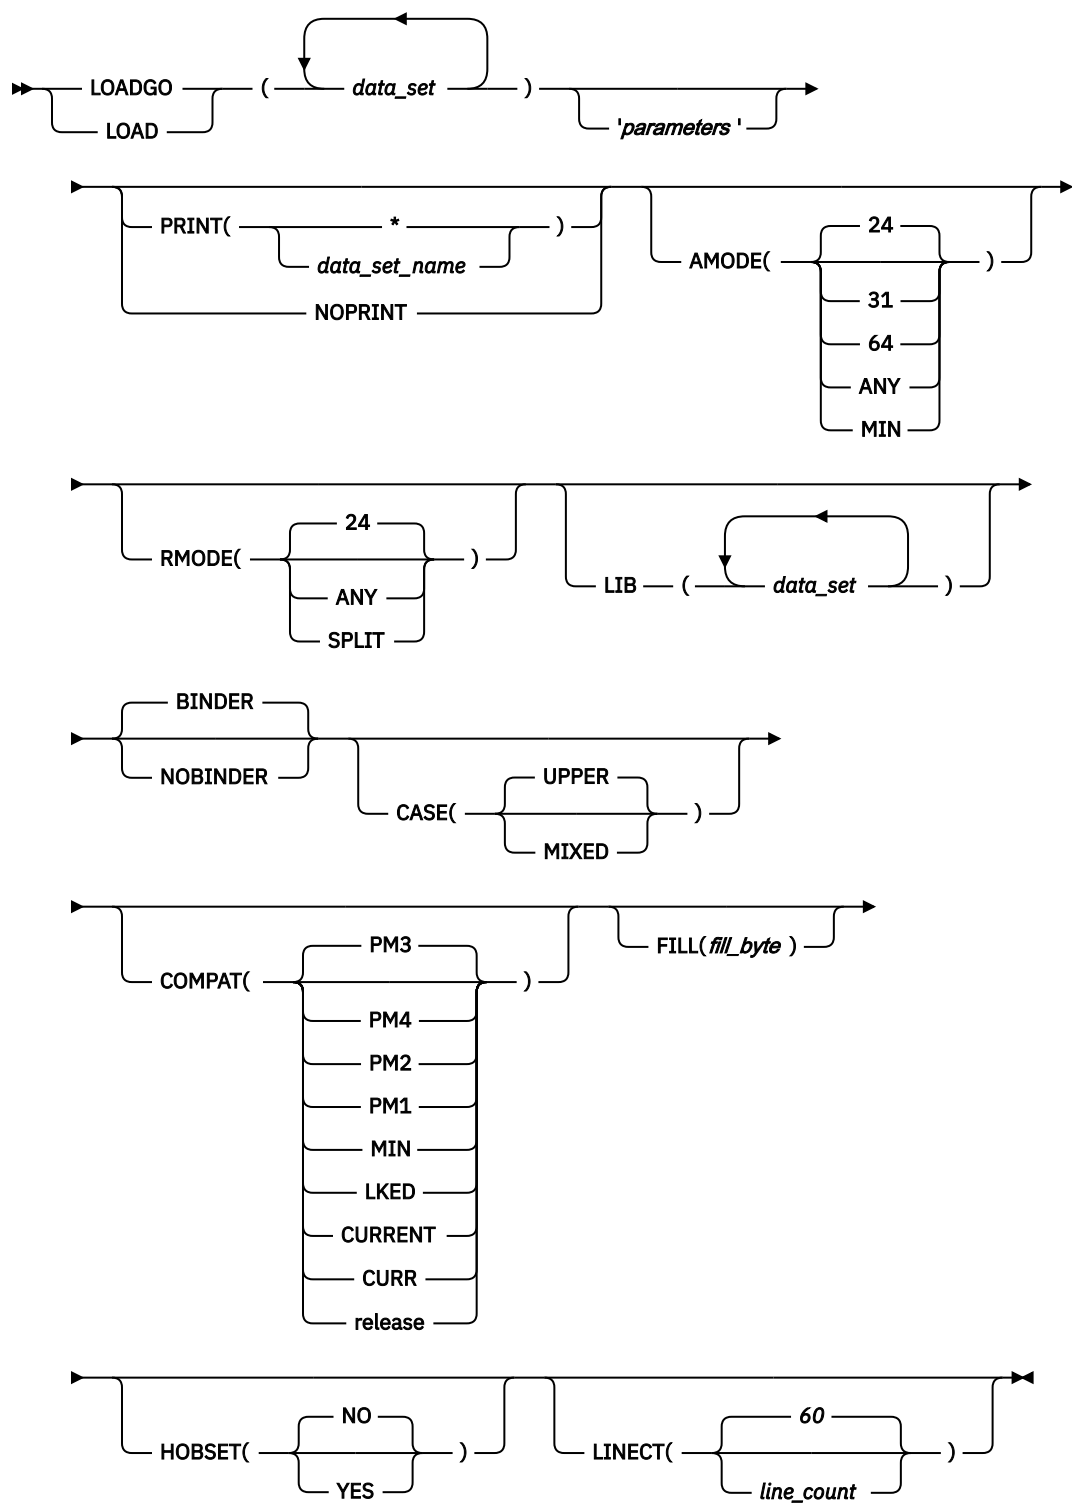 LOADGO ( data_set )
LOAD
'parameters '
PRINT( * )
data_set_name
NOPRINT
AMODE( 24 )
31
64
ANY
MIN
RMODE( 24 )
ANY
SPLIT
LIB ( data_set )
BINDER
NOBINDER
CASE( UPPER )
MIXED
COMPAT( PM3 )
PM4
PM2
PM1
MIN
LKED
CURRENT
CURR
release
FILL( fill_byte )
HOBSET( NO )
YES
LINECT( 60 )
line_count